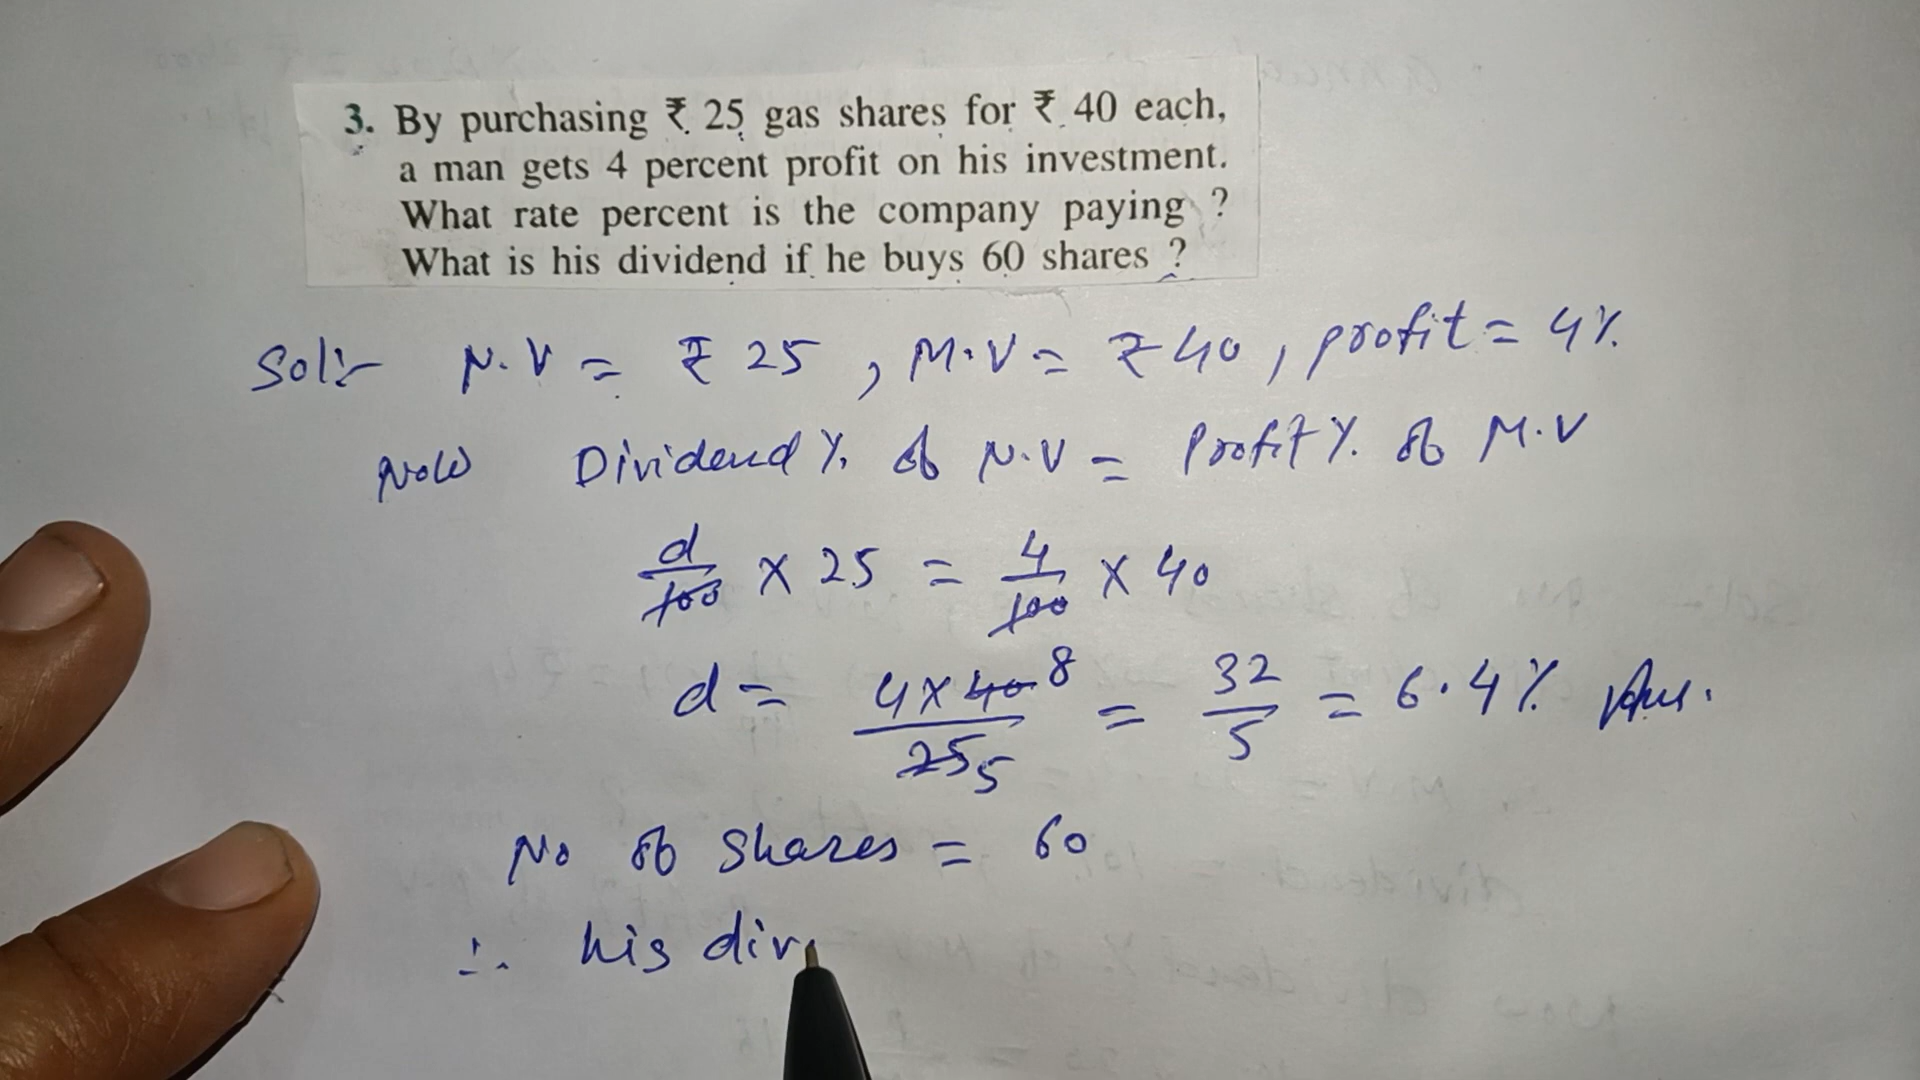 3. By purchasing ₹ 25 gas shares for ₹ 40 each,
a man gets 4 percent profit on his investment.
What rate percent is the company paying ?
What is his dividend if he buys 60 shares ?
Sol:- N.V = ₹ 25, M.V = ₹ 40, profit = 4%
Now Dividend % of N.V = Profit % of M.V
d/100 × 25 = 4/100 × 40
d = 4 × 40 8 / 25 5 = 32/5 = 6.4% Ans.
No of shares = 60
∴ his div